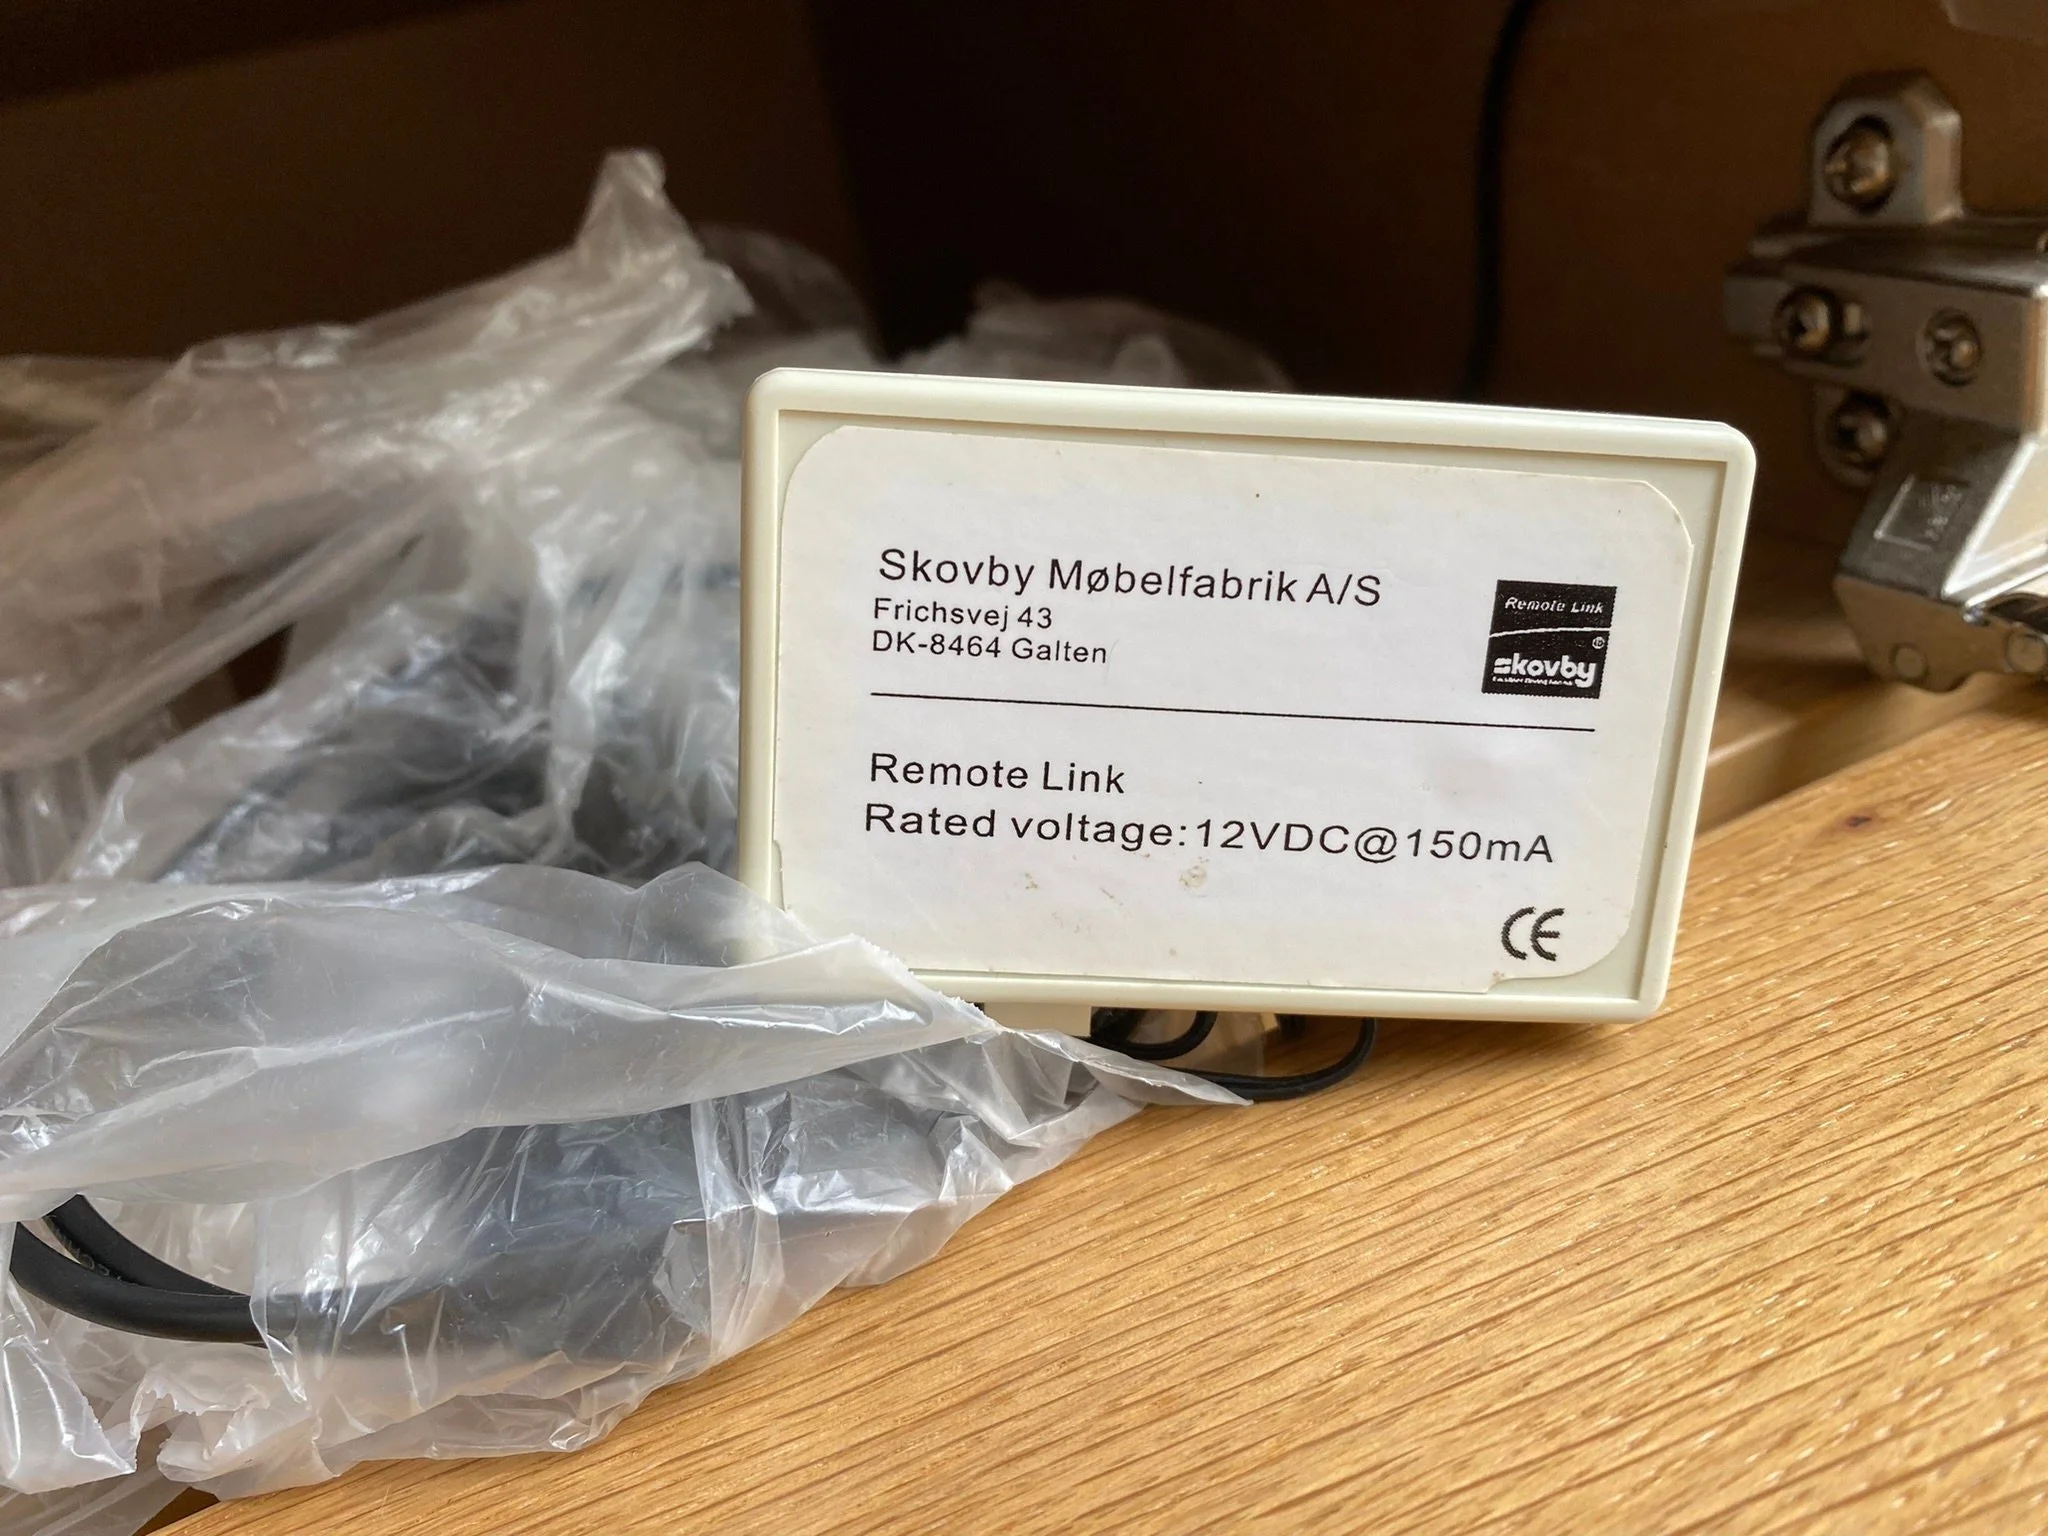 Skovby Møbelfabrik A/S
Frichsvej 43
DK-8464 Galten
Remote Link
®
skovby
Remote Link
Rated voltage:12VDC@150mA
CE